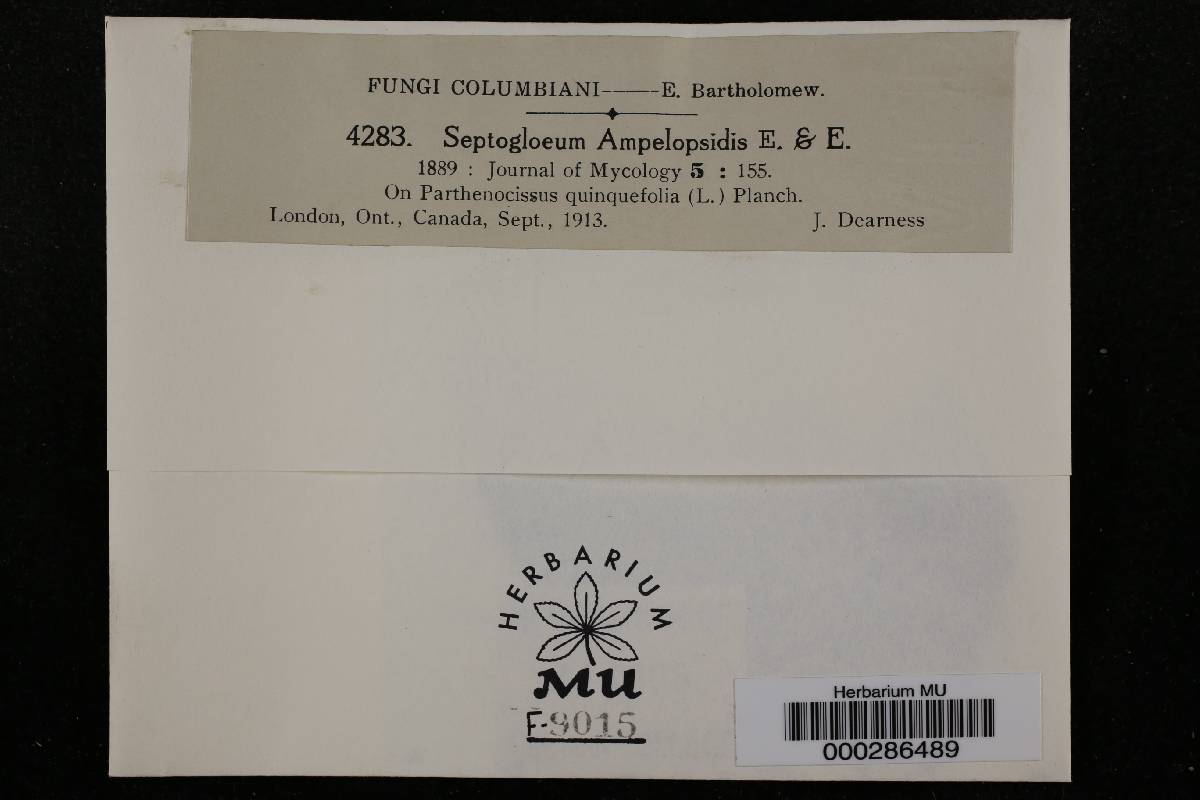 FUNGI COLUMBIANI——E. Bartholomew.
4283. Septogloeum Ampelopsidis E. & E.
1889 : Journal of Mycology 5 : 155.
On Parthenocissus quinquefolia (L.) Planch.
London, Ont., Canada, Sept., 1913. J. Dearness
HERBARIUM
MU
F-9015
Herbarium MU
000286489